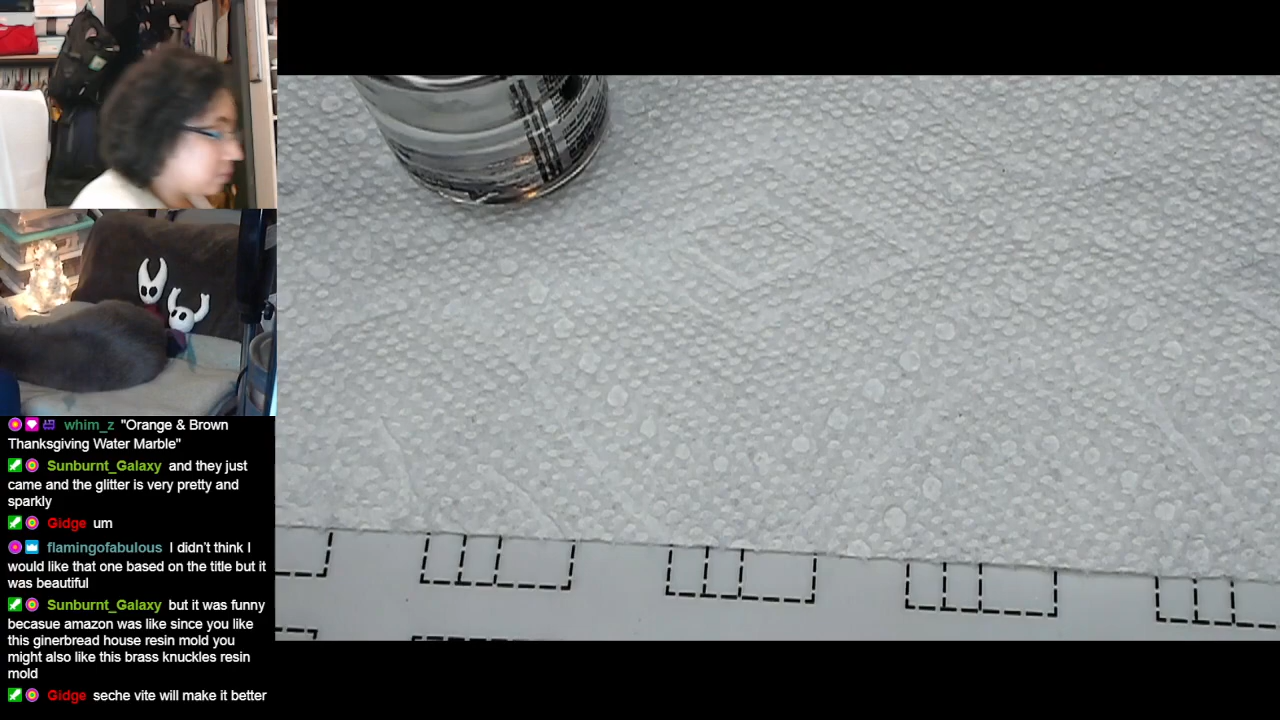 whim_z "Orange & Brown
Thanksgiving Water Marble"
Sunburnt_Galaxy and they just
came and the glitter is very pretty and
sparkly
Gidge um
flamingofabulous I didn't think I
would like that one based on the title but it
was beautiful
Sunburnt_Galaxy but it was funny
becasue amazon was like since you like
this ginerbread house resin mold you
might also like this brass knuckles resin
mold
Gidge seche vite will make it better